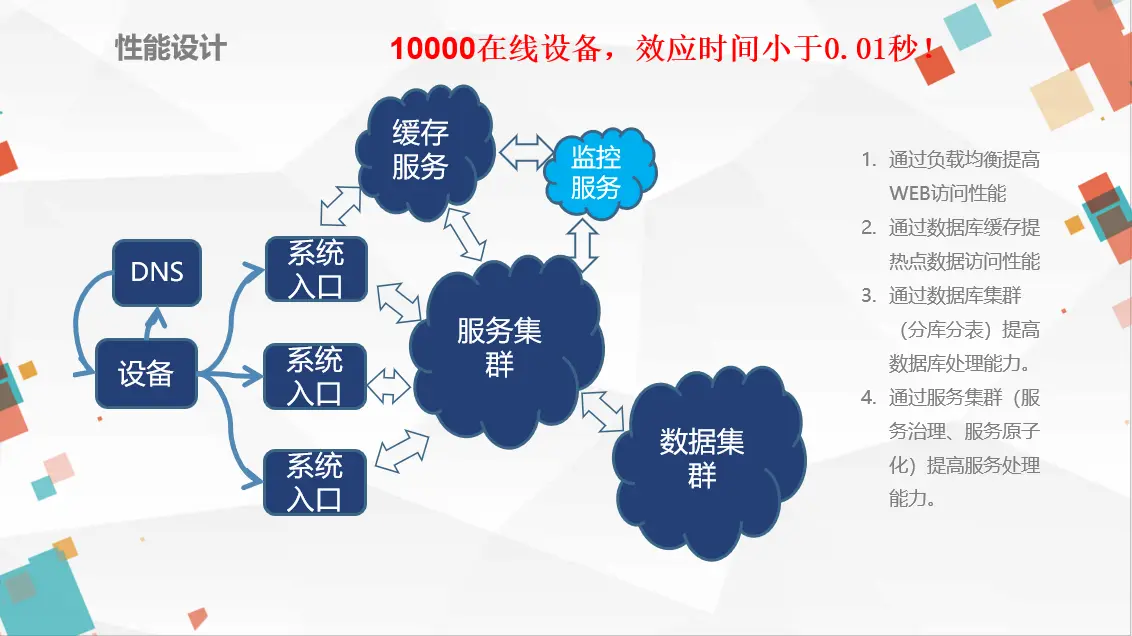 性能设计
10000在线设备，效应时间小于0.01秒！
缓存
服务
监控
服务
DNS
设备
系统
入口
系统
入口
系统
入口
服务集
群
数据集
群
1. 通过负载均衡提高
WEB访问性能
2. 通过数据库缓存提
热点数据访问性能
3. 通过数据库集群
（分库分表）提高
数据库处理能力。
4. 通过服务集群（服
务治理、服务原子
化）提高服务处理
能力。